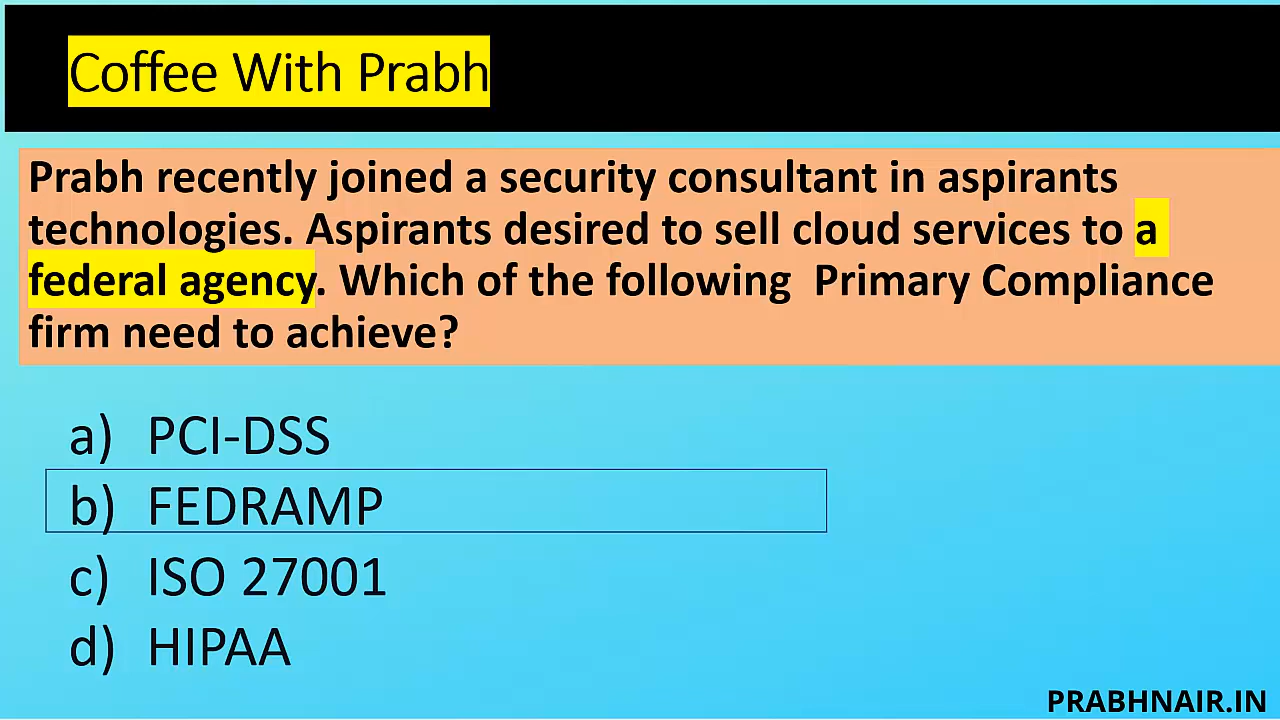 Coffee With Prabh
Prabh recently joined a security consultant in aspirants
technologies. Aspirants desired to sell cloud services to a
federal agency. Which of the following  Primary Compliance
firm need to achieve?
a) PCI-DSS
b) FEDRAMP
c) ISO 27001
d) HIPAA
PRABHNAIR.IN